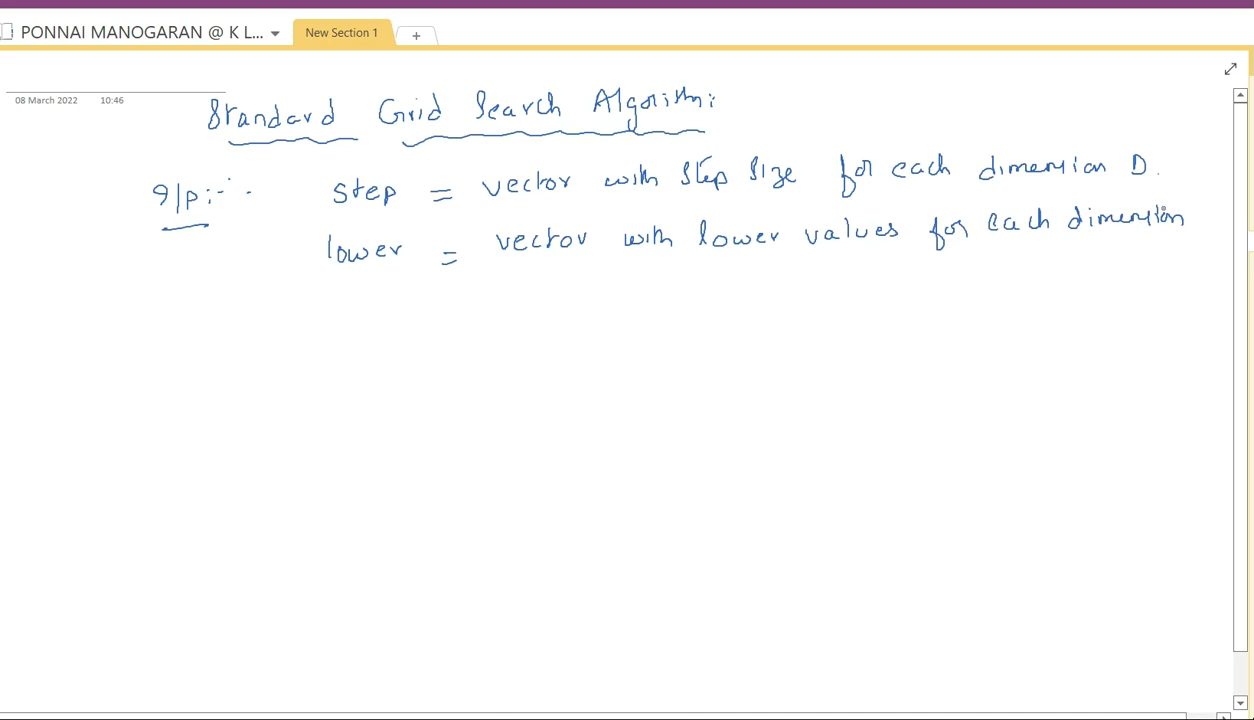 PONNAI MANOGARAN @ K L... New Section 1 +
08 March 2022 10:46
Standard Grid Search Algorithm:
I/p:-
step = vector with step size for each dimension D.
lower = vector with lower values for each dimension